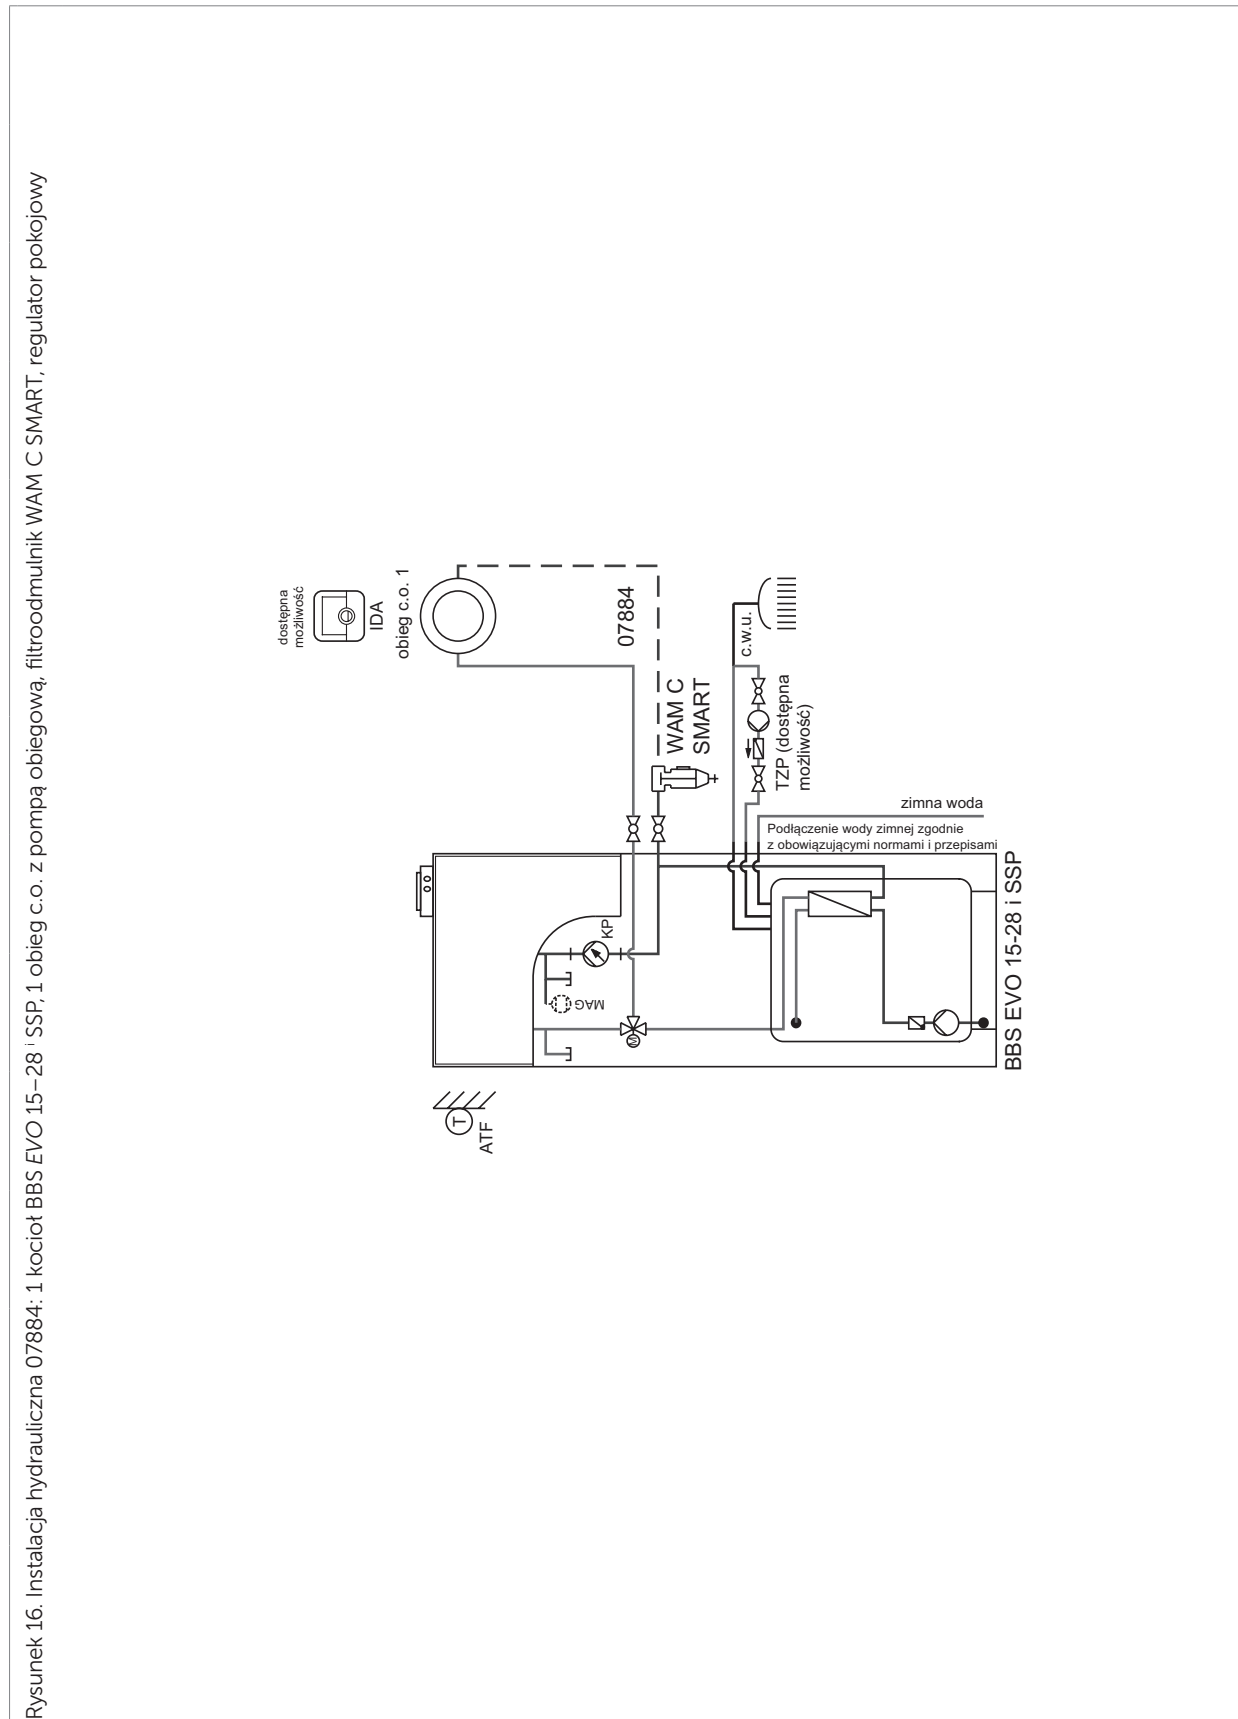 Rysunek 16. Instalacja hydrauliczna 07884: 1 kocioł BBS EVO 15–28 i SSP, 1 obieg c.o. z pompą obiegową, filtroodmulnik WAM C SMART, regulator pokojowy
dostępna
możliwość
IDA
obieg c.o. 1
07884
WAM C
SMART
c.w.u.
TZP (dostępna
możliwość)
zimna woda
Podłączenie wody zimnej zgodnie
z obowiązującymi normami i przepisami
KP
MAG
M
T
ATF
BBS EVO 15-28 i SSP